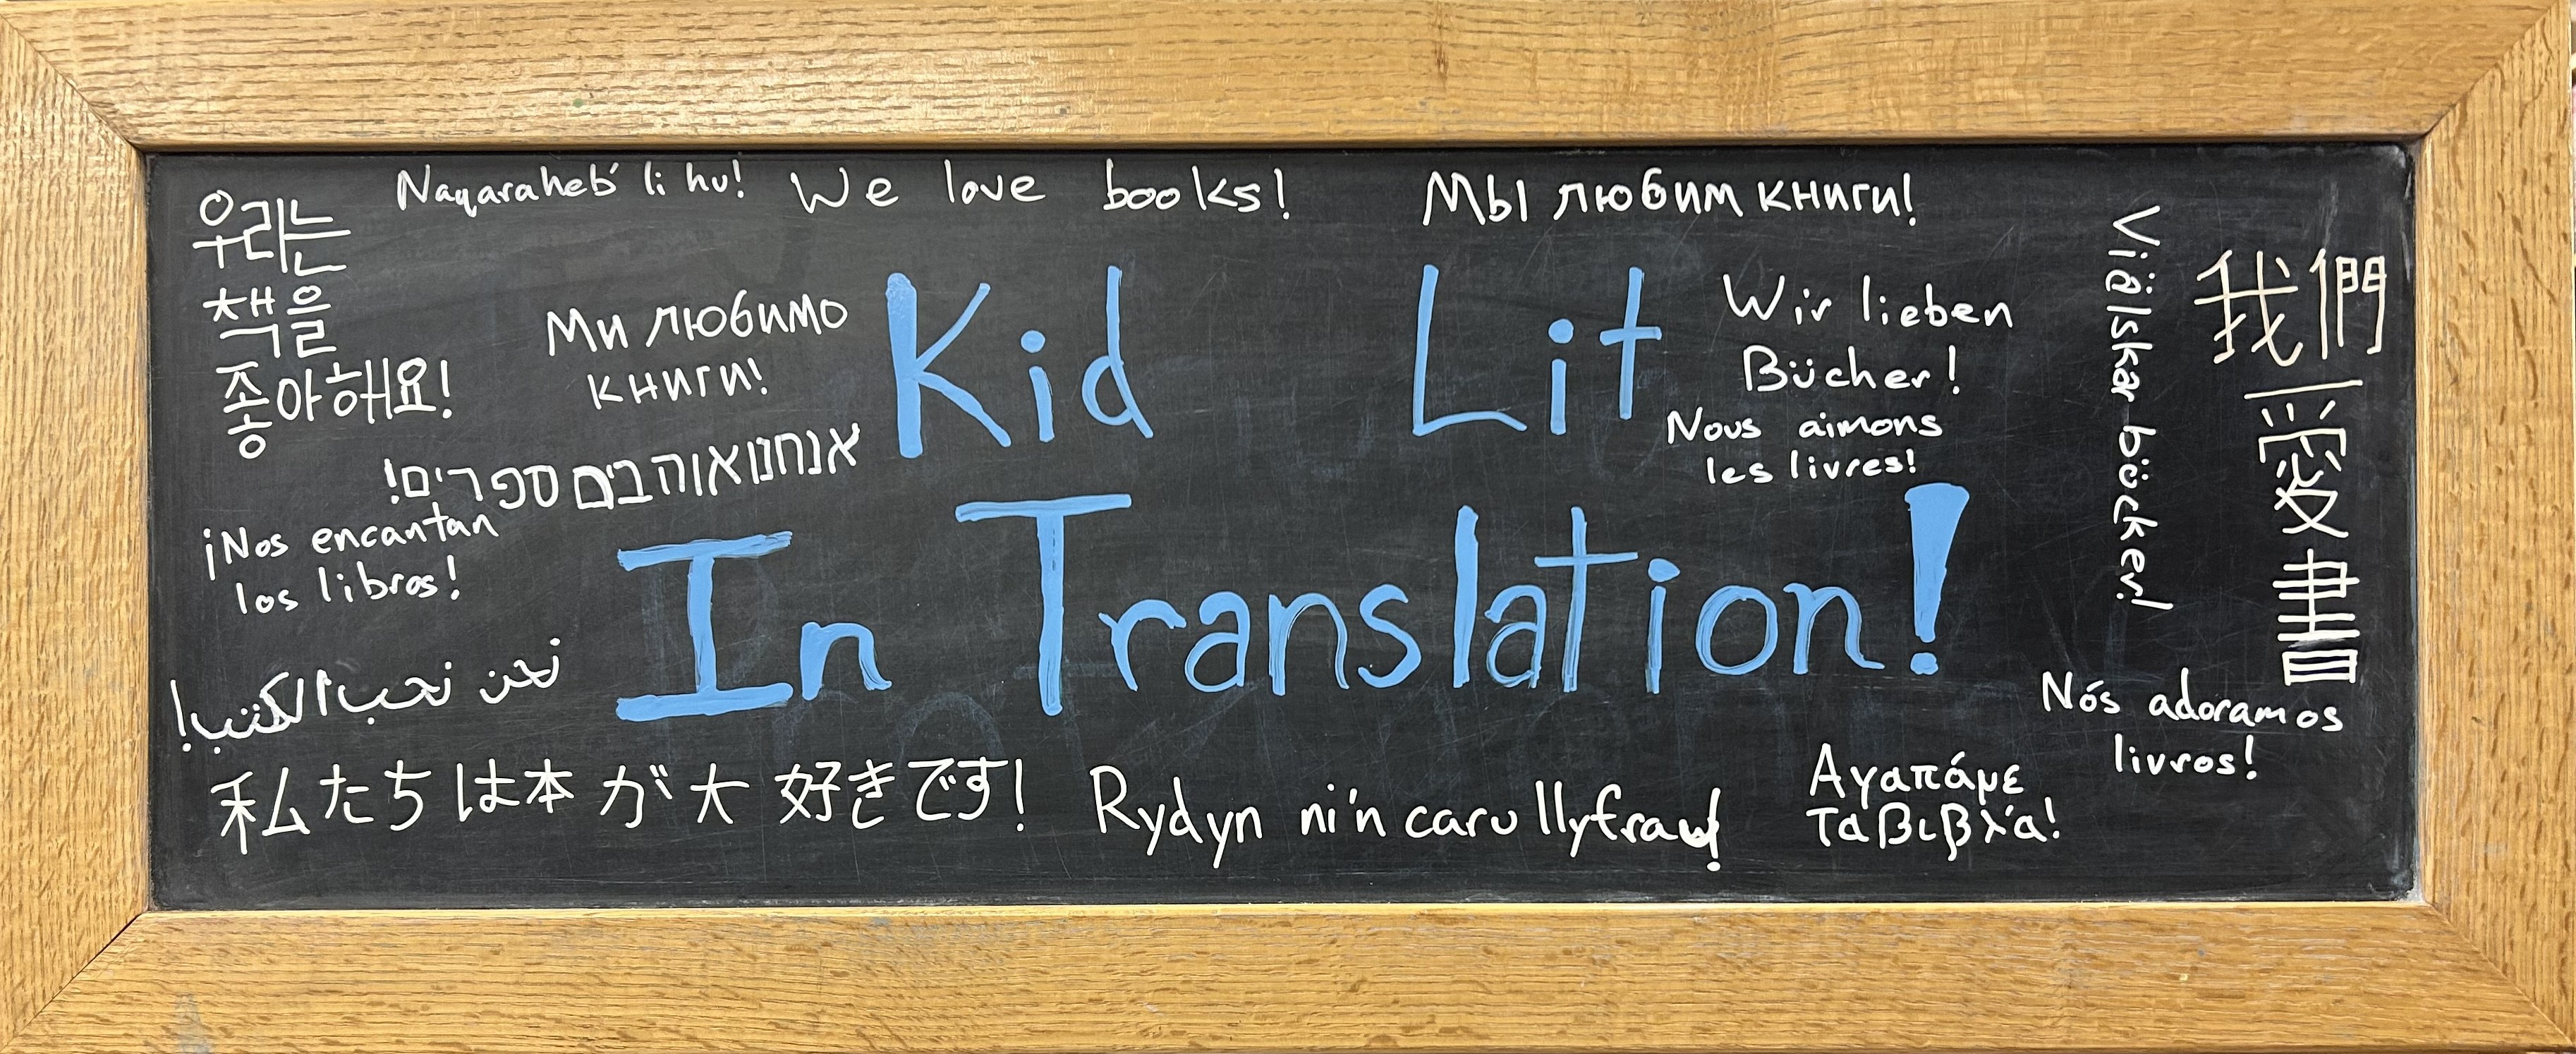 Naqaraheb' li hu!
We love books!
Мы любим книги!
우리는
책을
좋아해요!
Ми любимо
книги!
Kid Lit
Wir lieben
Bücher!
Nous aimons
les livres!
Vi älskar böcker!
我們
愛
書
אנחנו אוהבים ספרים!
¡Nos encantan
los libros!
In Translation!
نحن نحب الكتب!
Nós adoramos
livros!
私たちは本が大好きです!
Rydyn ni'n caru llyfrau!
Αγαπάμε
τα βιβλία!